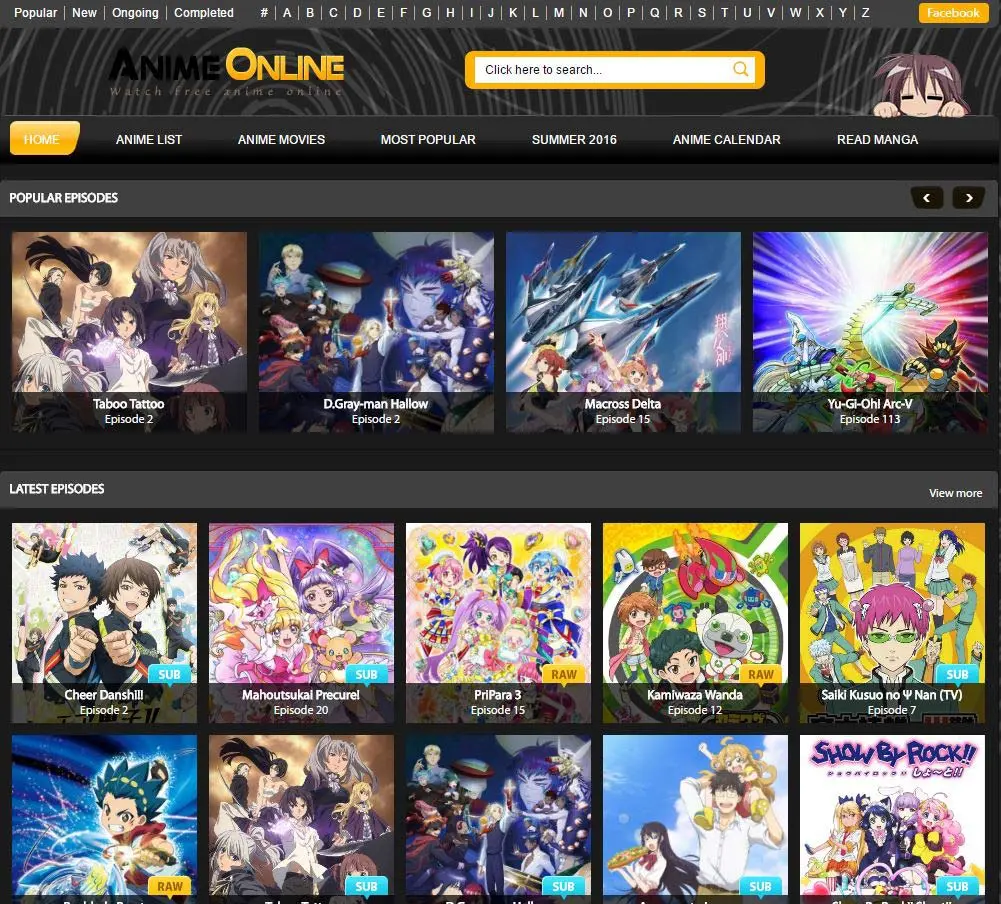 Popular New Ongoing Completed # A B C D E F G H I J K L M N O P Q R S T U V W X Y Z Facebook
ANIME ONLINE
Watch free anime online
Click here to search...
HOME ANIME LIST ANIME MOVIES MOST POPULAR SUMMER 2016 ANIME CALENDAR READ MANGA
POPULAR EPISODES
Taboo Tattoo
Episode 2
D.Gray-man Hallow
Episode 2
Macross Delta
Episode 15
Yu-Gi-Oh! Arc-V
Episode 113
LATEST EPISODES
View more
SUB
Cheer Danshi!!!
Episode 2
SUB
Mahoutsukai Precure!
Episode 20
RAW
PriPara 3
Episode 15
RAW
Kamiwaza Wanda
Episode 12
SUB
Saiki Kusuo no Ψ Nan (TV)
Episode 7
RAW
SUB
SUB
SUB
SHOW BY ROCK!!
しょ〜と!!
SUB